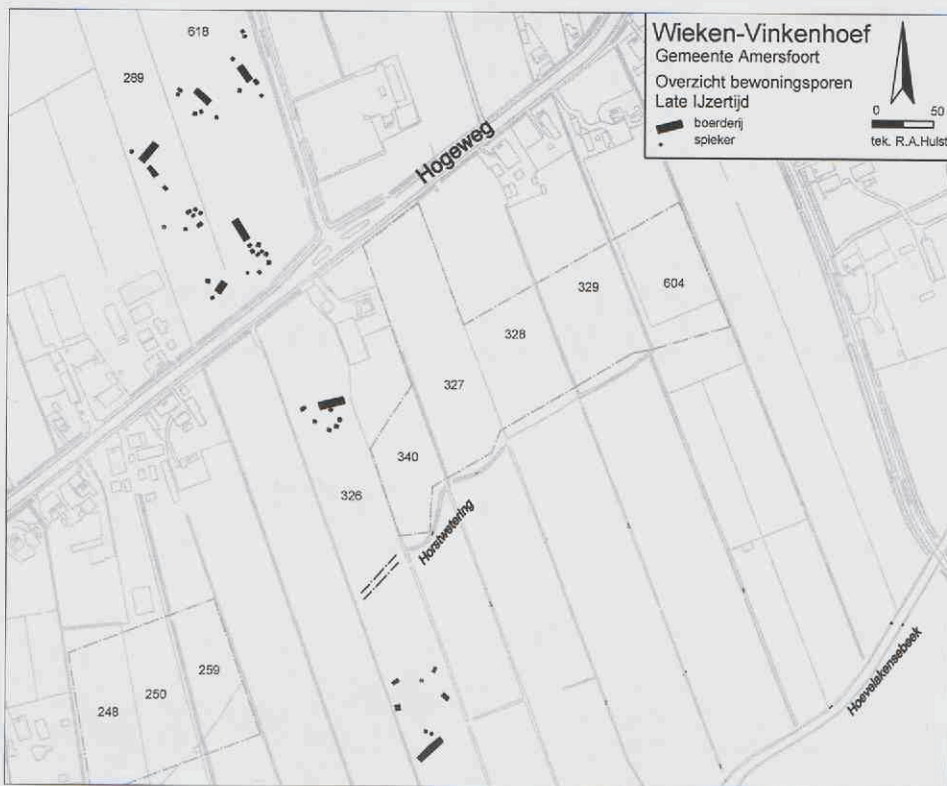 Wieken-Vinkenhoef
Gemeente Amersfoort
Overzicht bewoningsporen
Late IJzertijd
boerderij
spieker
0 50
tek. R.A.Hulst
618
289
Hogeweg
604
329
328
327
340
326
Horstwetering
259
250
248
Hoevelakensebeek